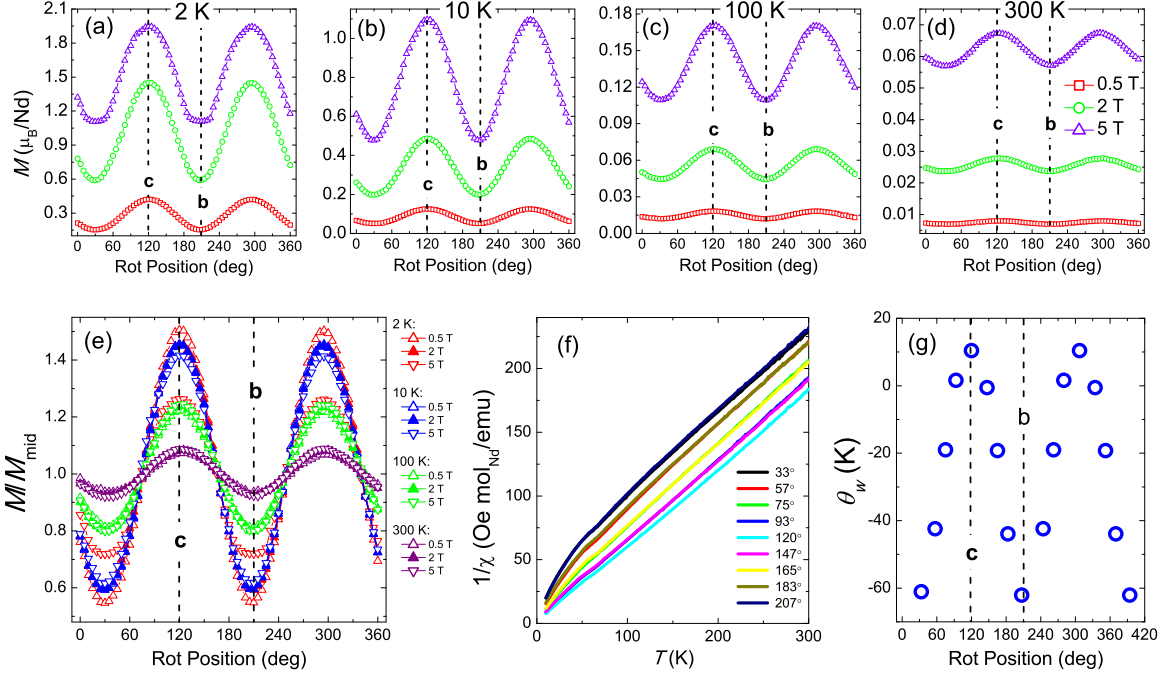 2 K
10 K
100 K
300 K
(a)
2.1
1.8
1.5
1.2
0.9
0.6
0.3
M (μB/Nd)
c
b
0 60 120 180 240 300 360
Rot Position (deg)
(b)
1.0
0.8
0.6
0.4
0.2
0.0
c
b
0 60 120 180 240 300 360
Rot Position (deg)
(c)
0.18
0.15
0.12
0.09
0.06
0.03
0.00
c
b
0 60 120 180 240 300 360
Rot Position (deg)
(d)
0.07
0.06
0.05
0.04
0.03
0.02
0.01
c
b
0.5 T
2 T
5 T
0 60 120 180 240 300 360
Rot Position (deg)
(e)
1.4
1.2
1.0
0.8
0.6
M/Mmid
b
c
0 60 120 180 240 300 360
Rot Position (deg)
2 K:
0.5 T
2 T
5 T
10 K:
0.5 T
2 T
5 T
100 K:
0.5 T
2 T
5 T
300 K:
0.5 T
2 T
5 T
(f)
200
150
100
50
0
1/χ (Oe molNd/emu)
33°
57°
75°
93°
120°
147°
165°
183°
207°
0 100 200 300
T (K)
(g)
20
0
-20
-40
-60
θw (K)
b
c
0 60 120 180 240 300 360 420
Rot Position (deg)